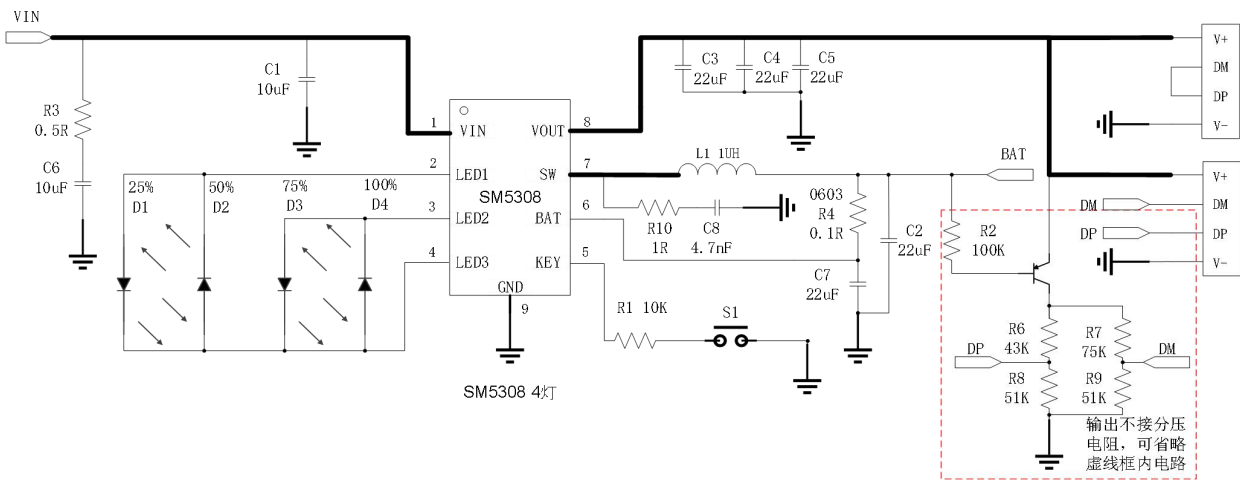 VIN
R3
0.5R
C6
10uF
C1
10uF
25%
D1
50%
D2
75%
D3
100%
D4
1
2
3
4
VIN
LED1
LED2
LED3
SM5308
VOUT
SW
BAT
KEY
GND
8
7
6
5
9
SM5308 4灯
C3
22uF
C4
22uF
C5
22uF
L1 1UH
R10
1R
C8
4.7nF
0603
R4
0.1R
C7
22uF
C2
22uF
R1 10K
S1
BAT
R2
100K
V+
DM
DP
V-
V+
DM
DP
V-
DM
DP
R6
43K
R7
75K
DP
DM
R8
51K
R9
51K
输出不接分压
电阻，可省略
虚线框内电路